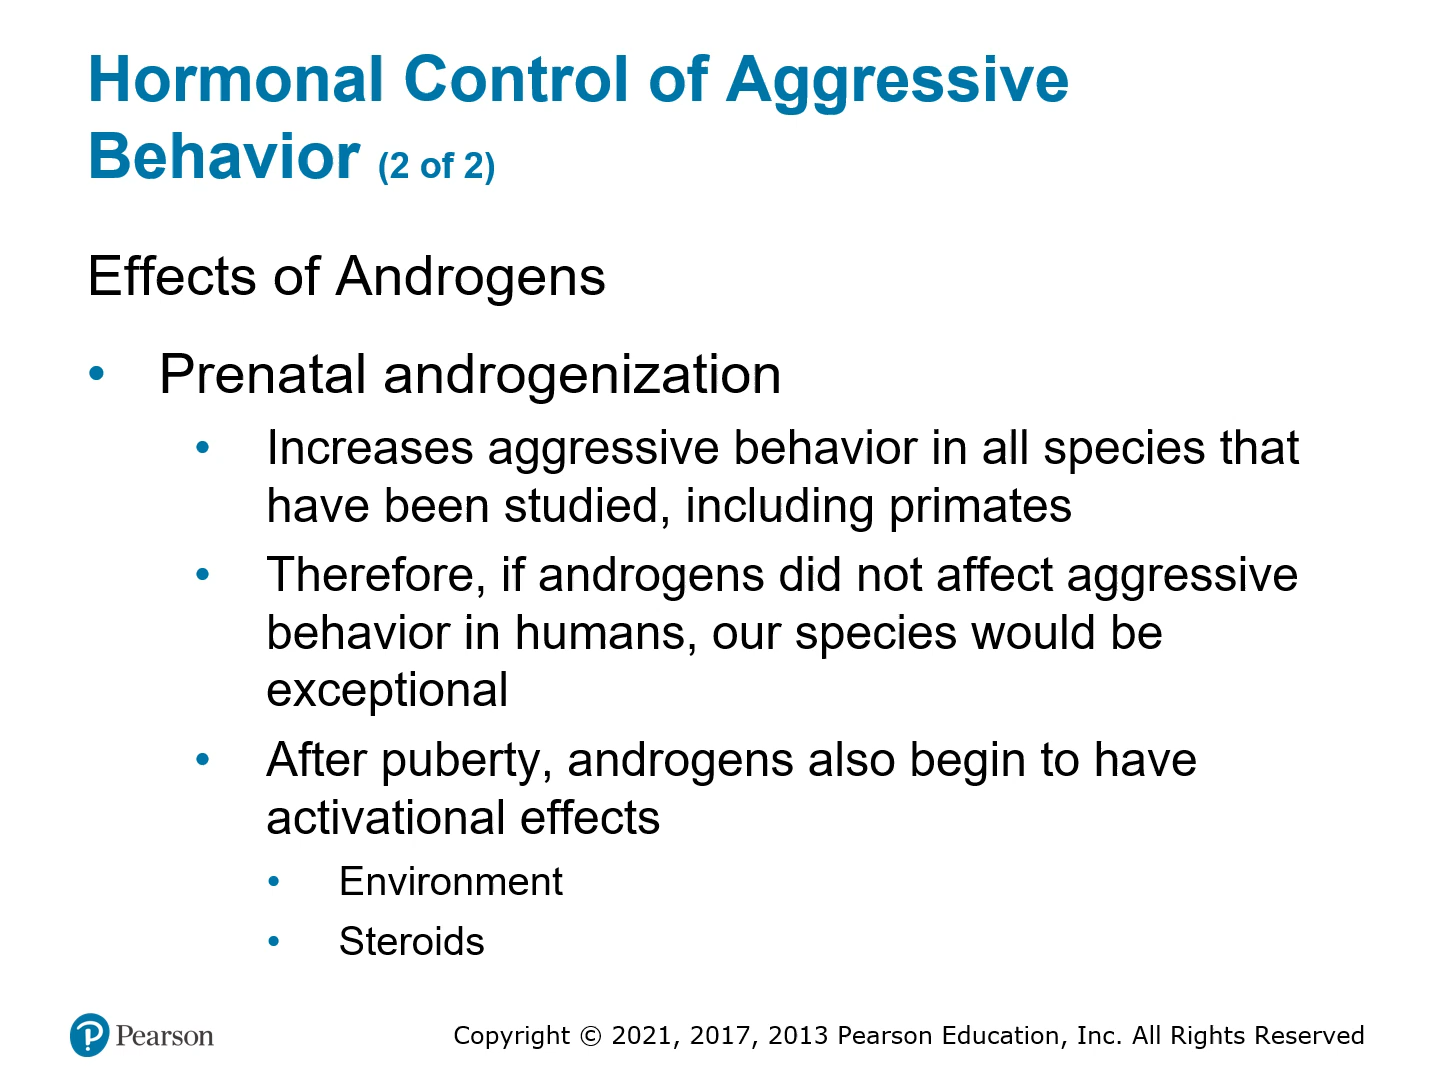 Hormonal Control of Aggressive
Behavior (2 of 2)
Effects of Androgens
• Prenatal androgenization
• Increases aggressive behavior in all species that
have been studied, including primates
• Therefore, if androgens did not affect aggressive
behavior in humans, our species would be
exceptional
• After puberty, androgens also begin to have
activational effects
• Environment
• Steroids
Pearson
Copyright © 2021, 2017, 2013 Pearson Education, Inc. All Rights Reserved